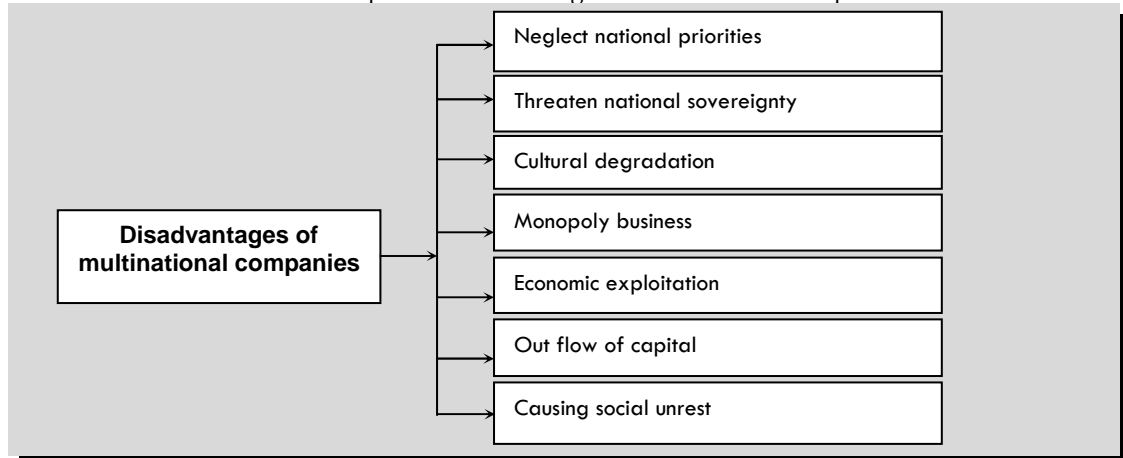 Disadvantages of
multinational companies
Neglect national priorities
Threaten national sovereignty
Cultural degradation
Monopoly business
Economic exploitation
Out flow of capital
Causing social unrest